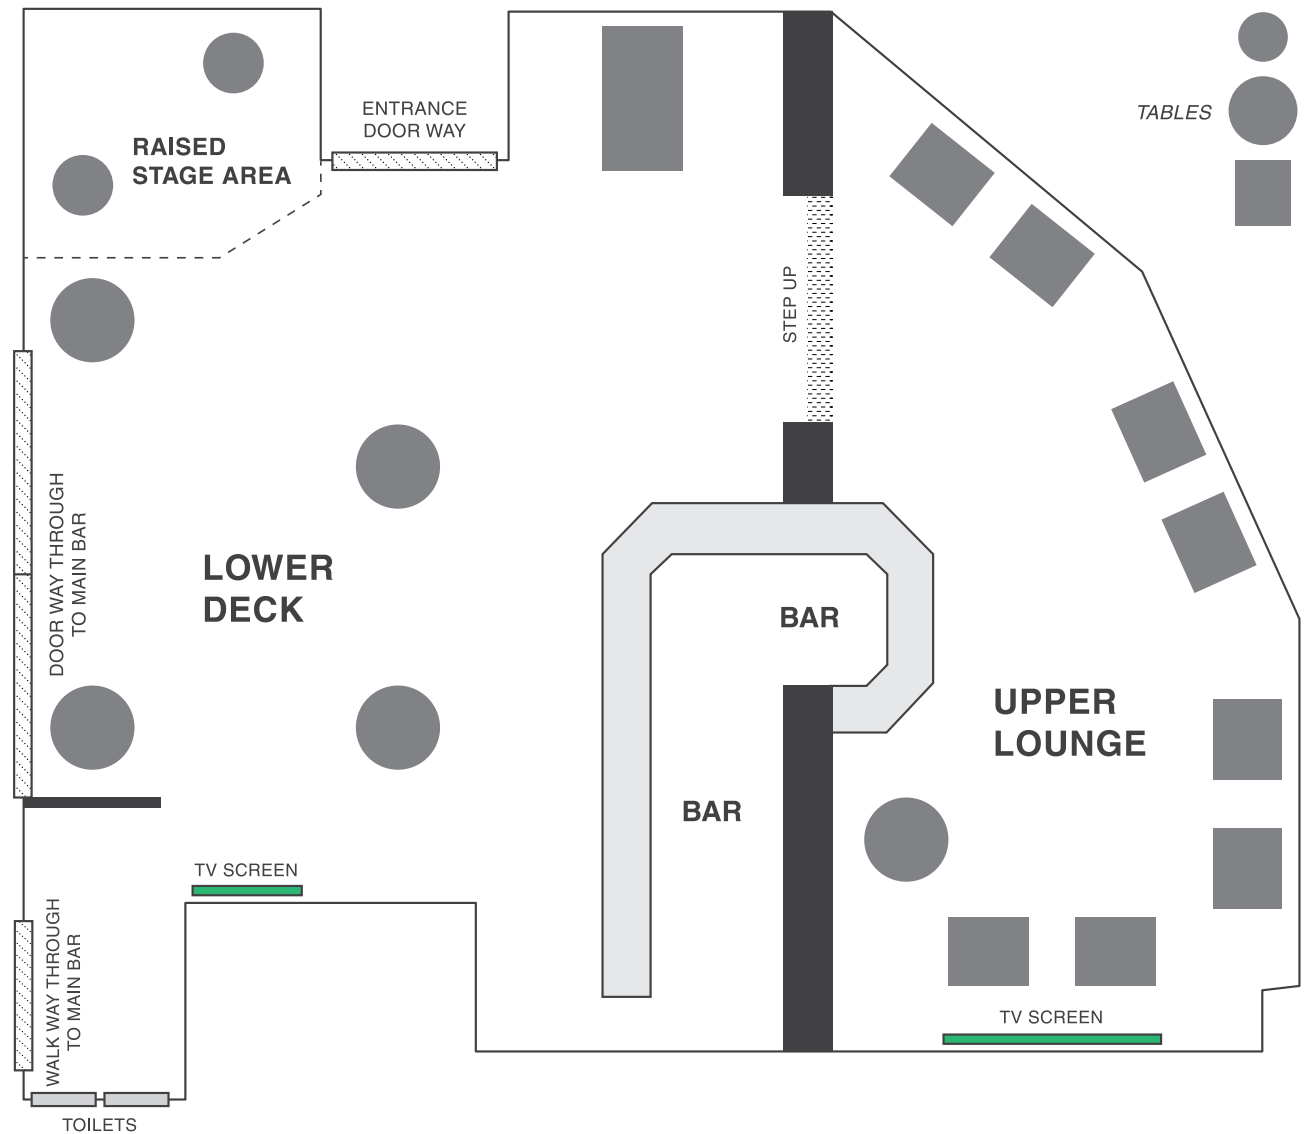 ENTRANCE
DOOR WAY
TABLES
RAISED
STAGE AREA
STEP UP
DOOR WAY THROUGH
TO MAIN BAR
LOWER
DECK
BAR
UPPER
LOUNGE
BAR
TV SCREEN
WALK WAY THROUGH
TO MAIN BAR
TV SCREEN
TOILETS